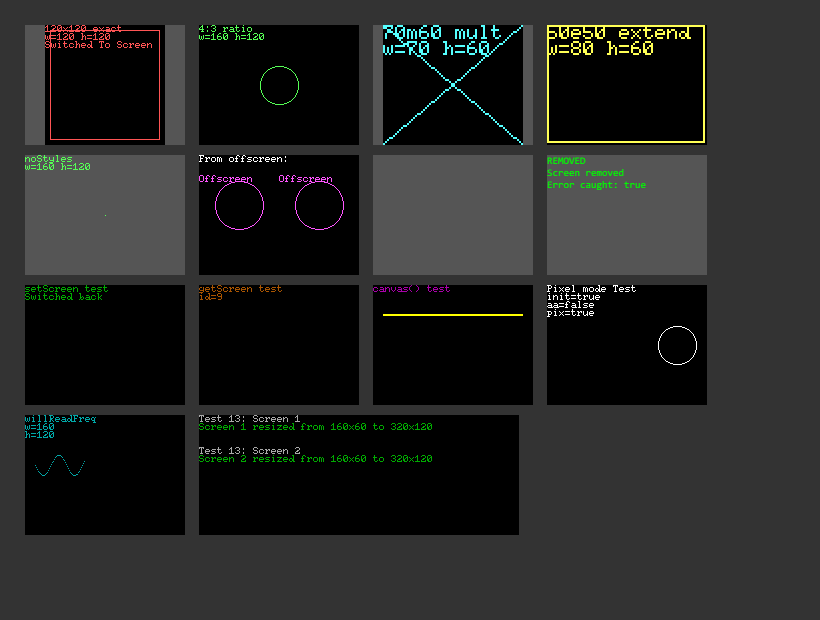 120x120 exact
w=120 h=120
Switched To Screen
4:3 ratio
w=160 h=120
70m60 mult
w=70 h=60
60e50 extend
w=80 h=60
noStyles
w=160 h=120
From offscreen:
Offscreen Offscreen
REMOVED
Screen removed
Error caught: true
setScreen test
Switched back
getScreen test
id=9
canvas() test
Pixel mode Test
init=true
aa=false
pix=true
willReadFreq
w=160
h=120
Test 13: Screen 1
Screen 1 resized from 160x60 to 320x120
Test 13: Screen 2
Screen 2 resized from 160x60 to 320x120